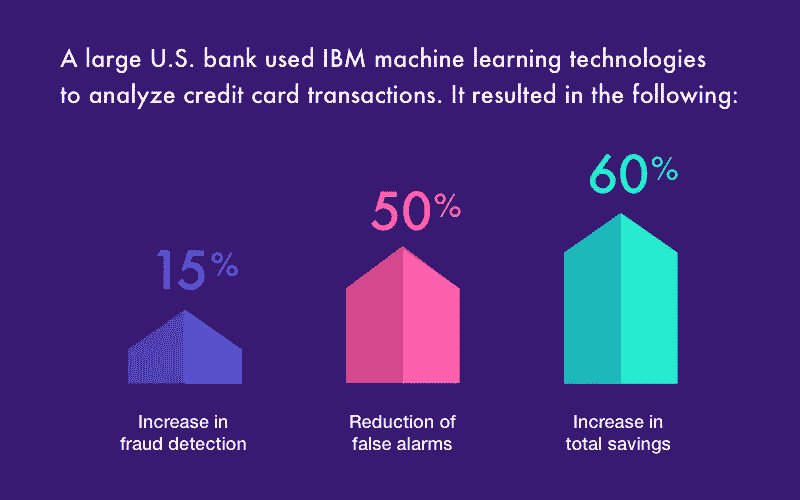 A large U.S. bank used IBM machine learning technologies
to analyze credit card transactions. It resulted in the following:
15%
50%
60%
Increase in
fraud detection
Reduction of
false alarms
Increase in
total savings